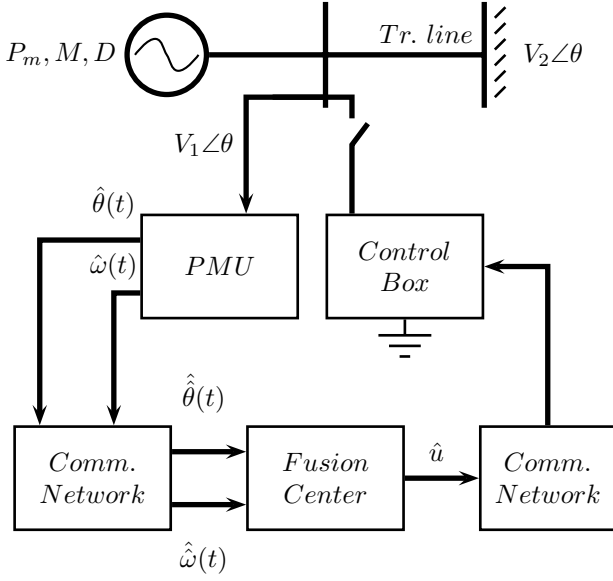 P_m, M, D
Tr. line
V_2∠θ
V_1∠θ
θ̂(t)
ω̂(t)
PMU
Control
Box
θ̂̂(t)
Comm.
Network
Fusion
Center
û
Comm.
Network
ω̂̂(t)